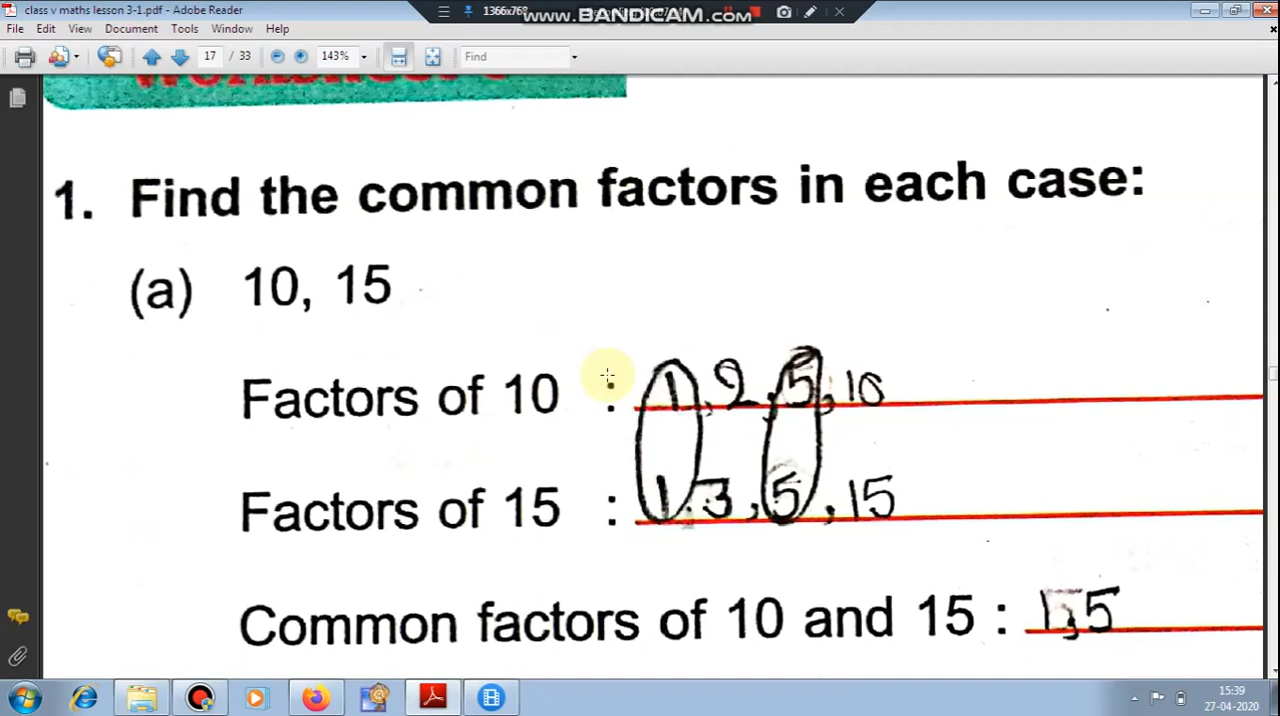 class v maths lesson 3-1.pdf - Adobe Reader
1366x768
www.BANDICAM.com
File Edit View Document Tools Window Help
17 / 33 143% Find
1. Find the common factors in each case:
(a) 10, 15
Factors of 10 : 1, 2, 5, 10
Factors of 15 : 1, 3, 5, 15
Common factors of 10 and 15 : 1, 5
15:39
27-04-2020